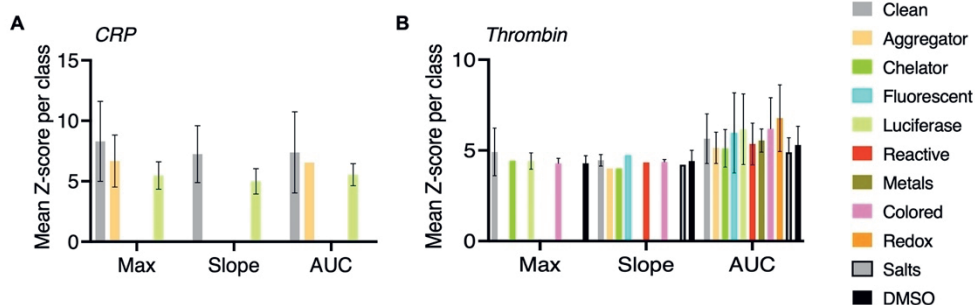 A
CRP
Mean Z-score per class
15
10
5
0
Max
Slope
AUC
B
Thrombin
Mean Z-score per class
10
5
0
Max
Slope
AUC
Clean
Aggregator
Chelator
Fluorescent
Luciferase
Reactive
Metals
Colored
Redox
Salts
DMSO